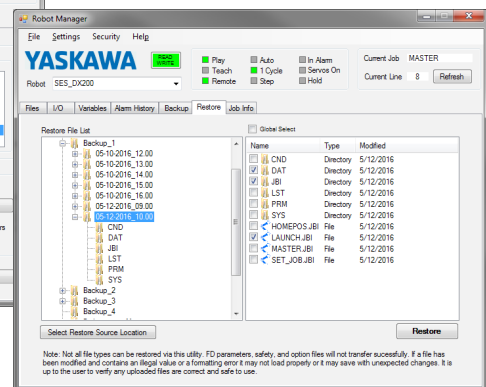 Robot Manager
File Settings Security Help
YASKAWA
READ
WRITE
Play Auto In Alarm
Teach 1 Cycle Servos On
Remote Step Hold
Current Job MASTER
Current Line 8 Refresh
Robot SES_DX200
Files I/O Variables Alarm History Backup Restore Job Info
Restore File List
Global Select
Backup_1
05-10-2016_12.00
05-10-2016_13.00
05-10-2016_14.00
05-10-2016_15.00
05-10-2016_16.00
05-12-2016_09.00
05-12-2016_10.00
CND
DAT
JBI
LST
PRM
SYS
Backup_2
Backup_3
Backup_4
Name Type Modified
CND Directory 5/12/2016
DAT Directory 5/12/2016
JBI Directory 5/12/2016
LST Directory 5/12/2016
PRM Directory 5/12/2016
SYS Directory 5/12/2016
HOMEPOS.JBI File 5/12/2016
LAUNCH.JBI File 5/12/2016
MASTER.JBI File 5/12/2016
SET_JOB.JBI File 5/12/2016
Select Restore Source Location
Restore
Note: Not all file types can be restored via this utility. FD parameters, safety, and option files will not transfer sucessfully. If a file has
been modified and contains an illegal value or a formatting error it may not load properly or it may save with unexpected changes. It is
up to the user to verify any uploaded files are correct and safe to use.